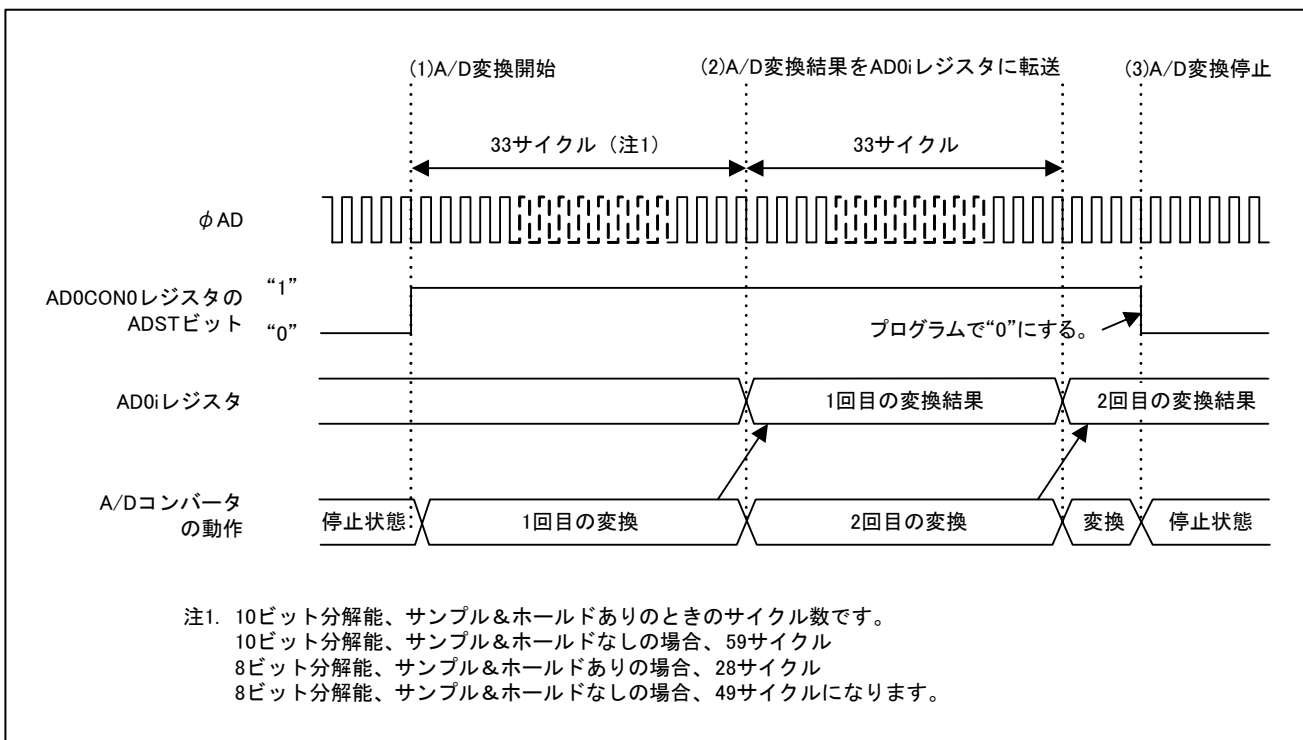 (1)A/D変換開始
(2)A/D変換結果をAD0iレジスタに転送
(3)A/D変換停止
33サイクル（注1）
33サイクル
φAD
AD0CON0レジスタの
ADSTビット
“1”
“0”
プログラムで“0”にする。
AD0iレジスタ
1回目の変換結果
2回目の変換結果
A/Dコンバータ
の動作
停止状態
1回目の変換
2回目の変換
変換
停止状態
注1. 10ビット分解能、サンプル＆ホールドありのときのサイクル数です。
10ビット分解能、サンプル＆ホールドなしの場合、59サイクル
8ビット分解能、サンプル＆ホールドありの場合、28サイクル
8ビット分解能、サンプル＆ホールドなしの場合、49サイクルになります。